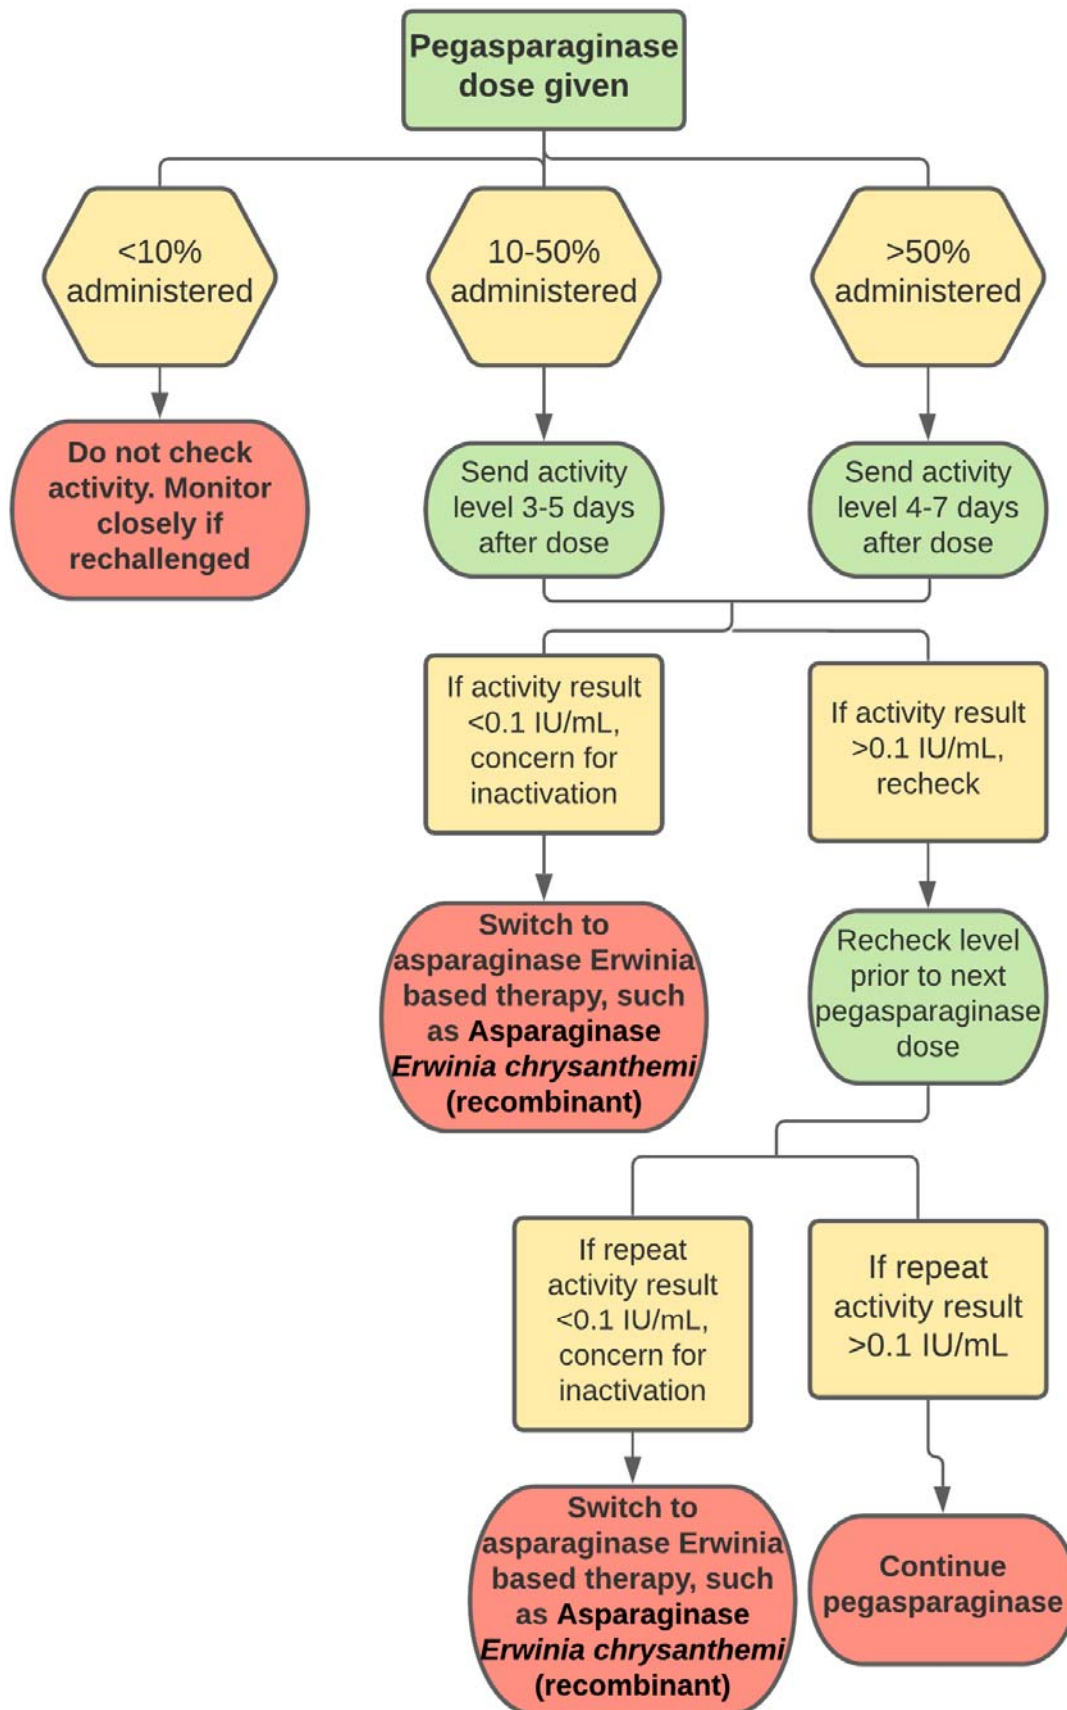 Pegasparaginase
dose given
<10%
administered
10-50%
administered
>50%
administered
Do not check
activity. Monitor
closely if
rechallenged
Send activity
level 3-5 days
after dose
Send activity
level 4-7 days
after dose
If activity result
<0.1 IU/mL,
concern for
inactivation
If activity result
>0.1 IU/mL,
recheck
Switch to
asparaginase Erwinia
based therapy, such
as Asparaginase
Erwinia chrysanthemi
(recombinant)
Recheck level
prior to next
pegasparaginase
dose
If repeat
activity result
<0.1 IU/mL,
concern for
inactivation
If repeat
activity result
>0.1 IU/mL
Switch to
asparaginase Erwinia
based therapy, such
as Asparaginase
Erwinia chrysanthemi
(recombinant)
Continue
pegasparaginase